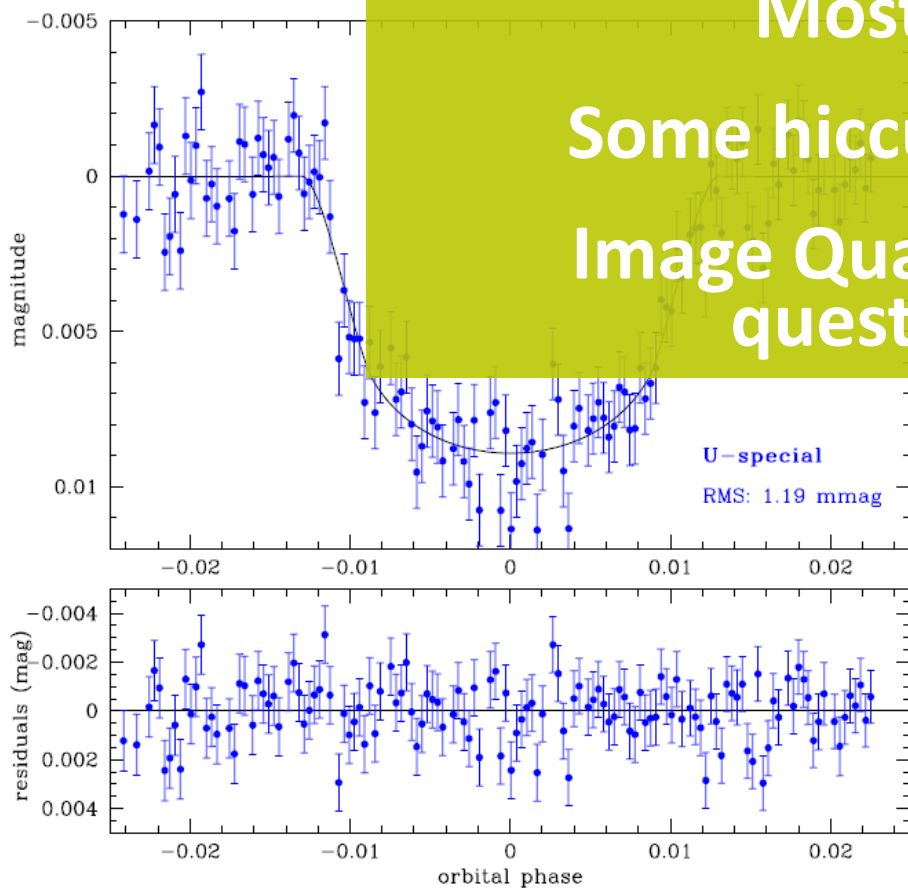 Most
Some hiccu
Image Qua
quest
−0.005
0
0.005
0.01
magnitude
U−special
RMS: 1.19 mmag
−0.02 −0.01 0 0.01 0.02
−0.004
−0.002
0
0.002
0.004
residuals (mag)
−0.02 −0.01 0 0.01 0.02
orbital phase